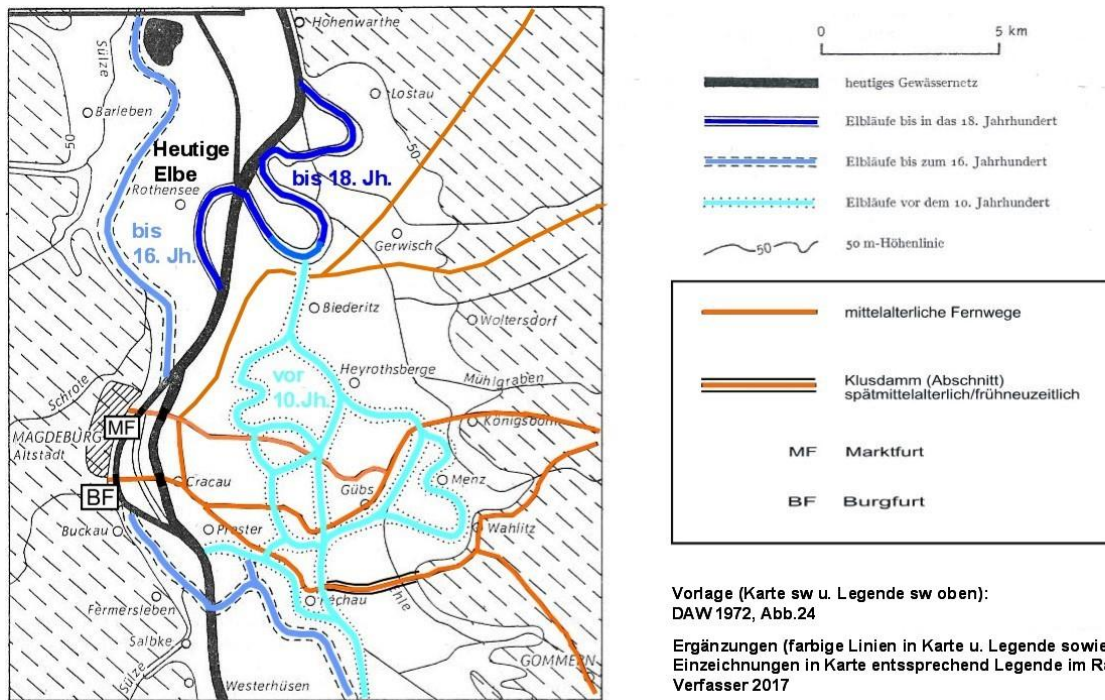 Hohenwarthe
Sülze
Lostau
Barleben
50
50
Heutige
Elbe
bis 18. Jh.
Rothensee
bis
16. Jh.
Gerwisch
Biederitz
Woltersdorf
vor
10.Jh.
Heyrothsberge
Mühlgraben
Schrote
MF
Königsborn
MAGDEBURG
Altstadt
Cracau
Menz
BF
Gübs
Buckau
Prester
Wahlitz
Fermersleben
Salbke
GOMMERN
Sülze
Westerhüsen
0 5 km
heutiges Gewässernetz
Elbläufe bis in das 18. Jahrhundert
Elbläufe bis zum 16. Jahrhundert
Elbläufe vor dem 10. Jahrhundert
50 50 m-Höhenlinie
mittelalterliche Fernwege
Klusdamm (Abschnitt)
spätmittelalterlich/frühneuzeitlich
MF Marktfurt
BF Burgfurt
Vorlage (Karte sw u. Legende sw oben):
DAW 1972, Abb.24
Ergänzungen (farbige Linien in Karte u. Legende sowie
Einzeichnungen in Karte entssprechend Legende im
Verfasser 2017